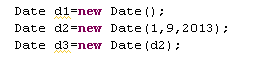 Date d1=new Date();
Date d2=new Date(1,9,2013);
Date d3=new Date(d2);